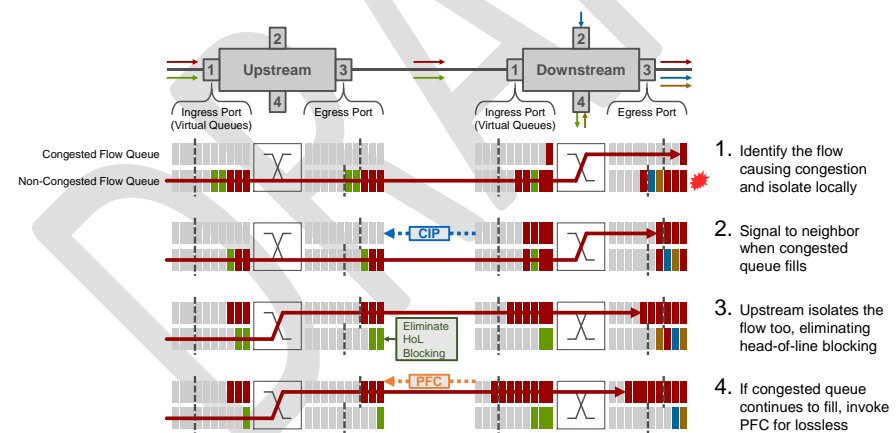 2
2
1
Upstream
3
1
Downstream
3
4
4
Ingress Port
(Virtual Queues)
Egress Port
Ingress Port
(Virtual Queues)
Egress Port
Congested Flow Queue
Non-Congested Flow Queue
1. Identify the flow
causing congestion
and isolate locally
CIP
2. Signal to neighbor
when congested
queue fills
Eliminate
HoL
Blocking
3. Upstream isolates the
flow too, eliminating
head-of-line blocking
PFC
4. If congested queue
continues to fill, invoke
PFC for lossless
DRA